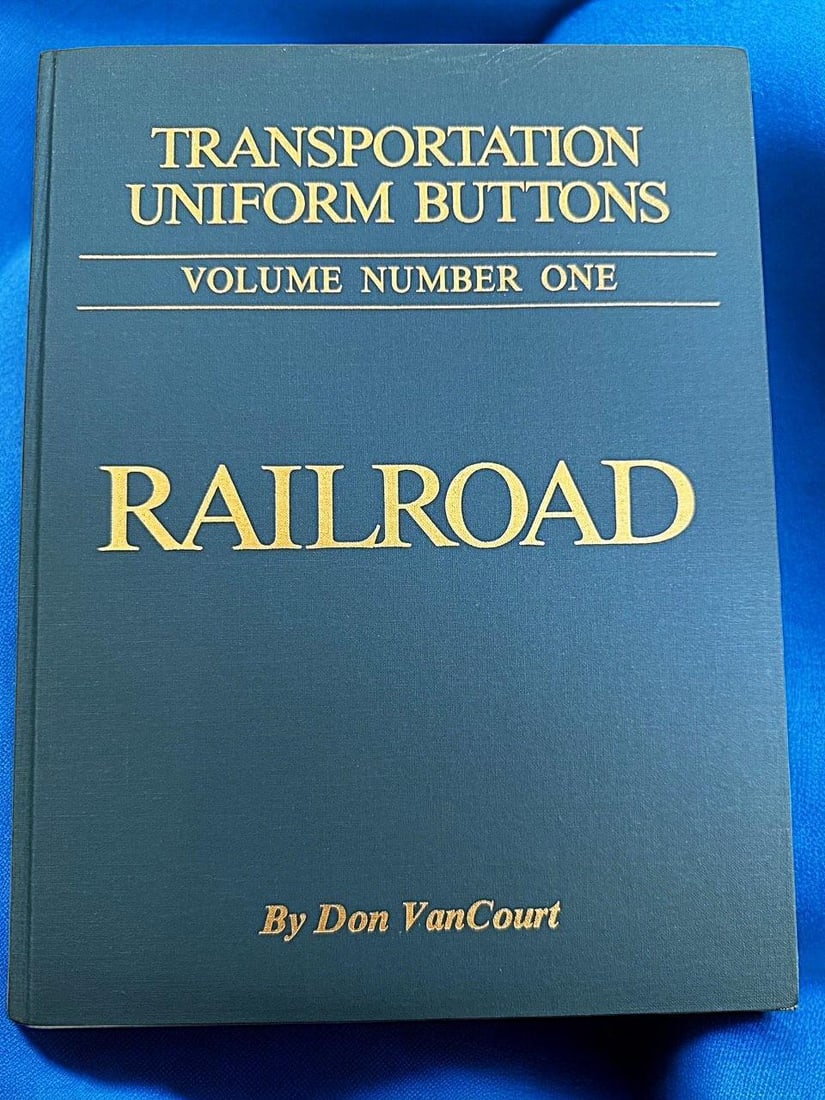 TRANSPORTATION
UNIFORM BUTTONS
VOLUME NUMBER ONE
RAILROAD
By Don VanCourt